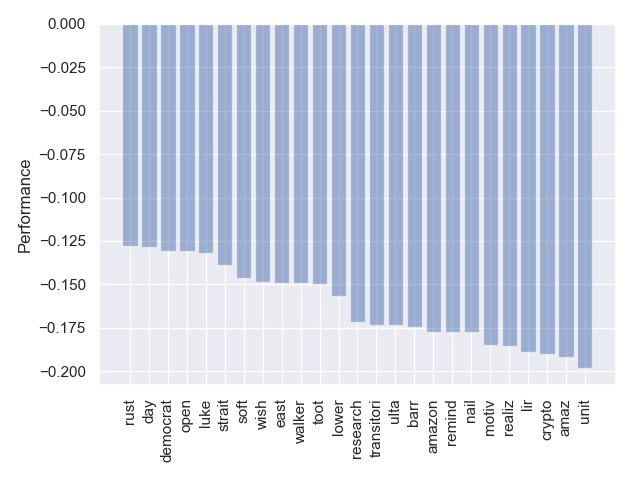 0.000
−0.025
−0.050
−0.075
−0.100
−0.125
−0.150
−0.175
−0.200
Performance
rust
day
democrat
open
luke
strait
soft
wish
east
walker
toot
lower
research
transitori
ulta
barr
amazon
remind
nail
motiv
realiz
lir
crypto
amaz
unit